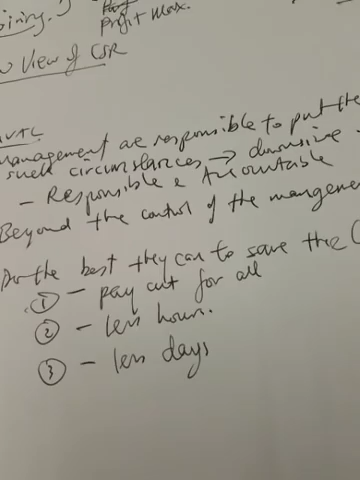 Profit Max.
View of CSR
management are responsible to put the
such circumstances → downsize
- Responsible & Accountable
Beyond the control of the mangeme
Do the best they can to save the C
① - pay cut for all
② - less hours.
③ - less days